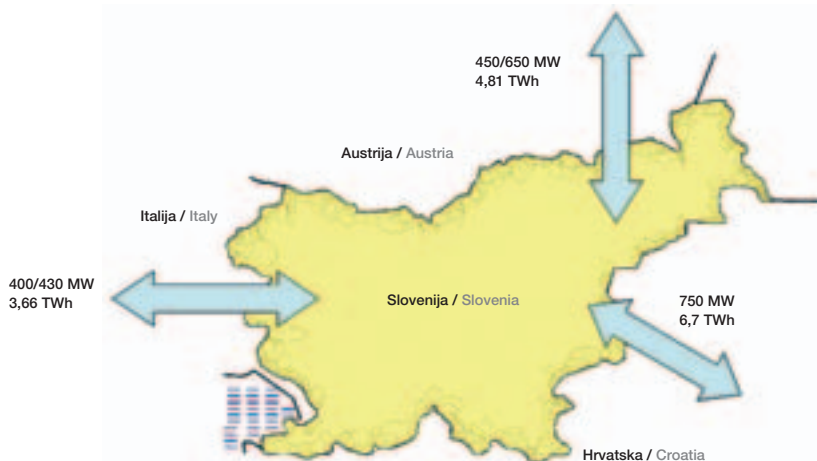 450/650 MW
4,81 TWh
Austrija / Austria
Italija / Italy
400/430 MW
3,66 TWh
Slovenija / Slovenia
750 MW
6,7 TWh
Hrvatska / Croatia